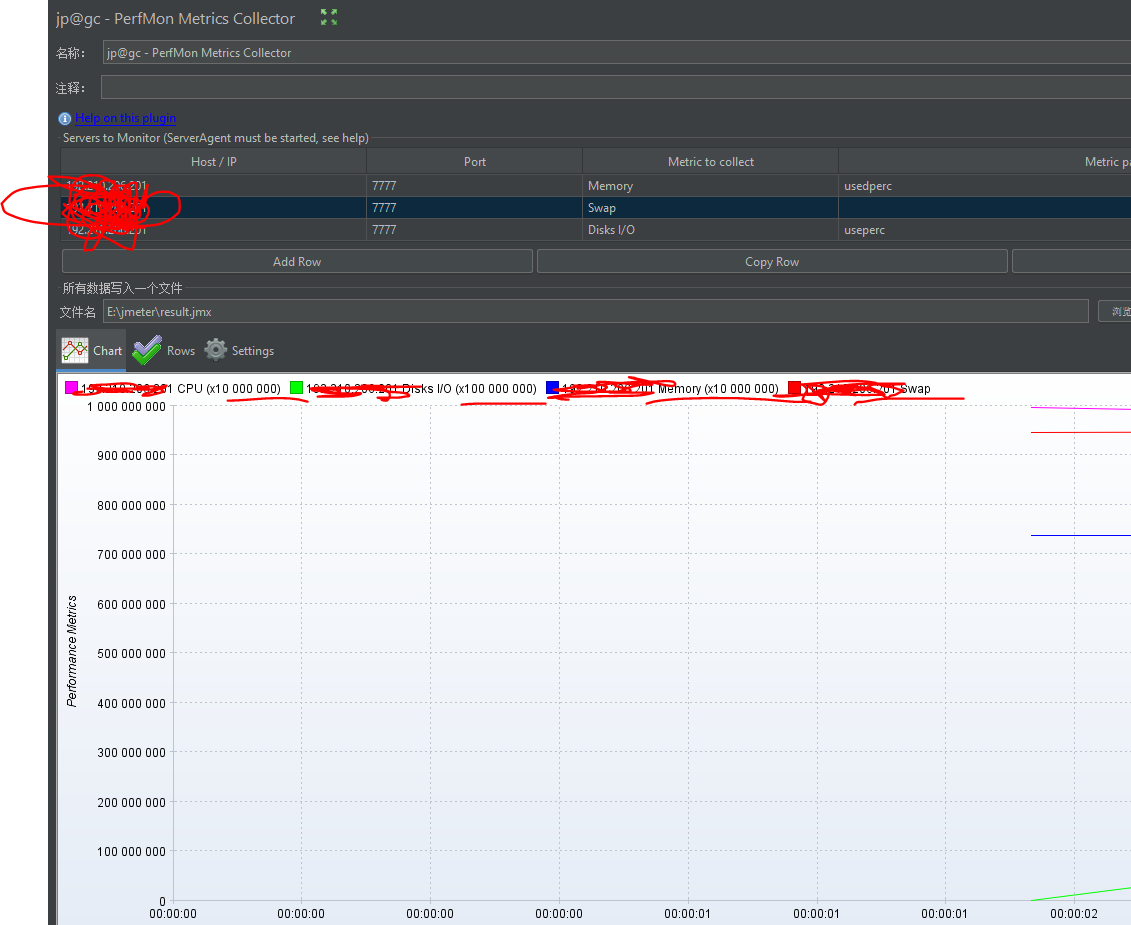 jp@gc - PerfMon Metrics Collector
名称： jp@gc - PerfMon Metrics Collector
注释：
Help on this plugin
Servers to Monitor (ServerAgent must be started, see help)
Host / IP Port Metric to collect Metric pa
7777 Memory usedperc
7777 Swap
7777 Disks I/O useperc
Add Row Copy Row
所有数据写入一个文件
文件名 E:\jmeter\result.jmx 浏览
Chart Rows Settings
CPU (x10 000 000) Disks I/O (x100 000 000) Memory (x10 000 000) Swap
1 000 000 000
900 000 000
800 000 000
700 000 000
600 000 000
500 000 000
400 000 000
300 000 000
200 000 000
100 000 000
0
Performance Metrics
00:00:00 00:00:00 00:00:00 00:00:00 00:00:01 00:00:01 00:00:01 00:00:02